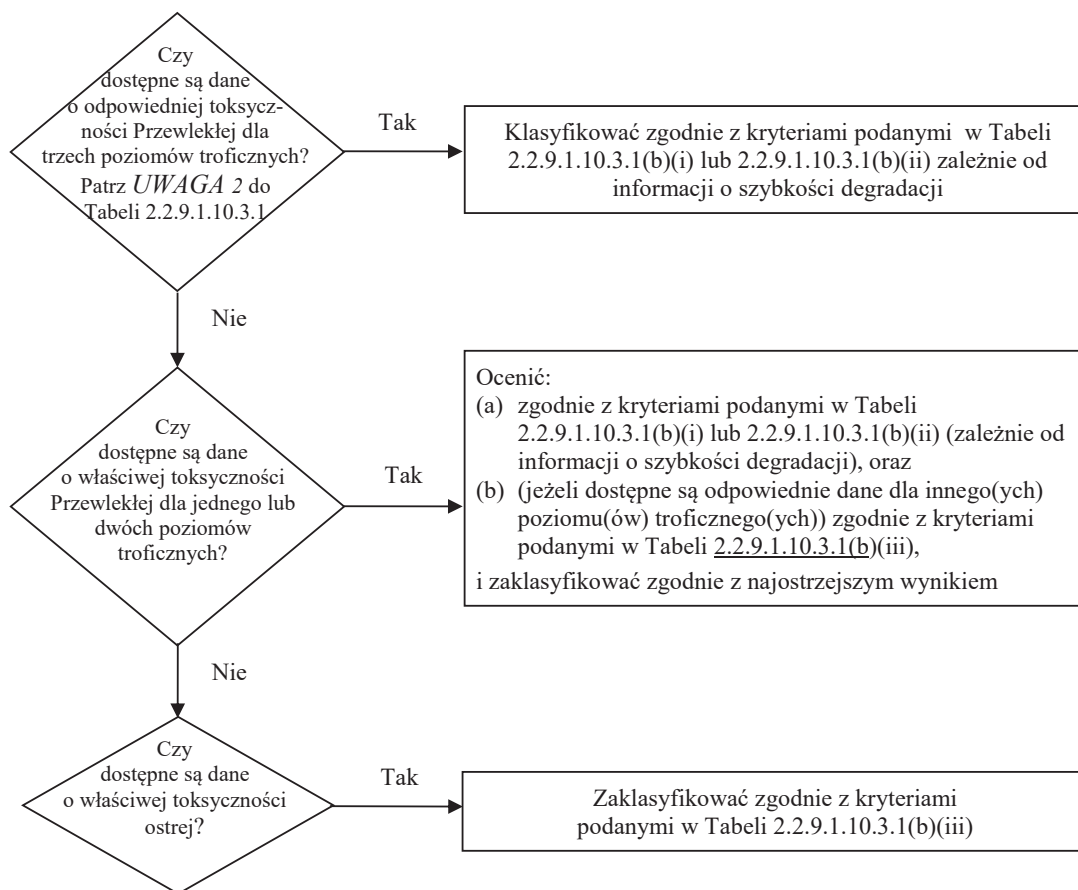 Czy
dostępne są dane
o odpowiedniej toksycz-
ności Przewlekłej dla
trzech poziomów troficznych?
Patrz UWAGA 2 do
Tabeli 2.2.9.1.10.3.1
Tak
Klasyfikować zgodnie z kryteriami podanymi w Tabeli
2.2.9.1.10.3.1(b)(i) lub 2.2.9.1.10.3.1(b)(ii) zależnie od
informacji o szybkości degradacji
Nie
Czy
dostępne są dane
o właściwej toksyczności
Przewlekłej dla jednego lub
dwóch poziomów
troficznych?
Tak
Ocenić:
(a) zgodnie z kryteriami podanymi w Tabeli
2.2.9.1.10.3.1(b)(i) lub 2.2.9.1.10.3.1(b)(ii) (zależnie od
informacji o szybkości degradacji), oraz
(b) (jeżeli dostępne są odpowiednie dane dla innego(ych)
poziomu(ów) troficznego(ych)) zgodnie z kryteriami
podanymi w Tabeli 2.2.9.1.10.3.1(b)(iii),
i zaklasyfikować zgodnie z najostrzejszym wynikiem
Nie
Czy
dostępne są dane
o właściwej toksyczności
ostrej?
Tak
Zaklasyfikować zgodnie z kryteriami
podanymi w Tabeli 2.2.9.1.10.3.1(b)(iii)